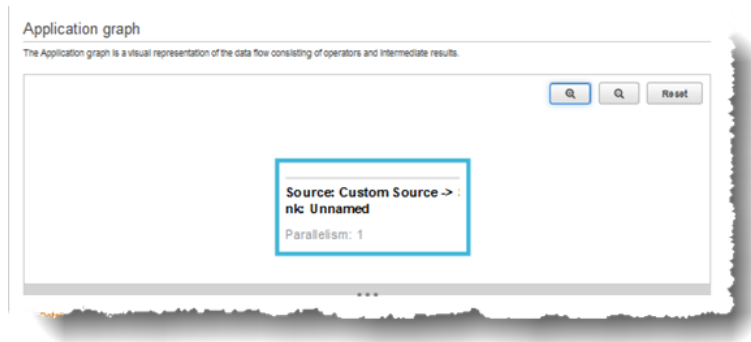 Application graph
The Application graph is a visual representation of the data flow consisting of operators and intermediate results.
Reset
Source: Custom Source ->
nk: Unnamed
Parallelism: 1